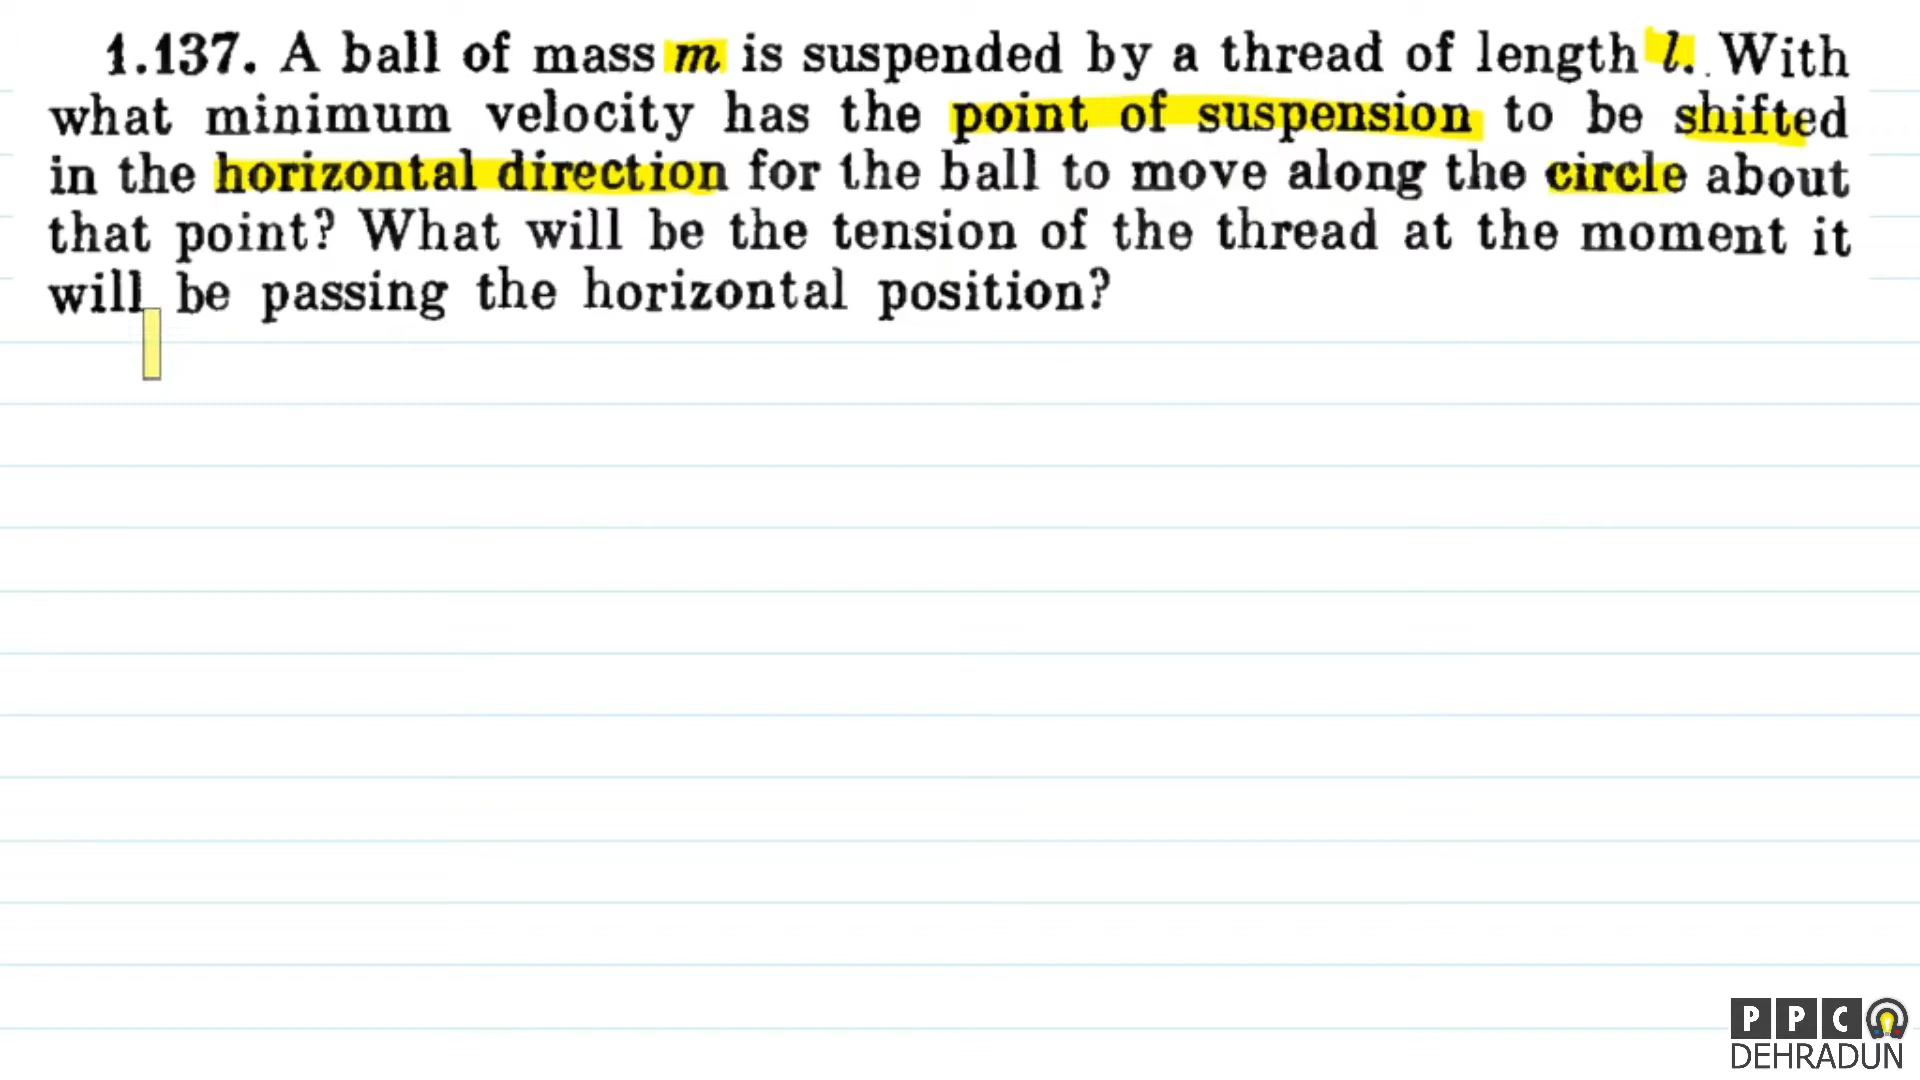 1.137. A ball of mass m is suspended by a thread of length l. With
what minimum velocity has the point of suspension to be shifted
in the horizontal direction for the ball to move along the circle about
that point? What will be the tension of the thread at the moment it
will be passing the horizontal position?
PPC
DEHRADUN